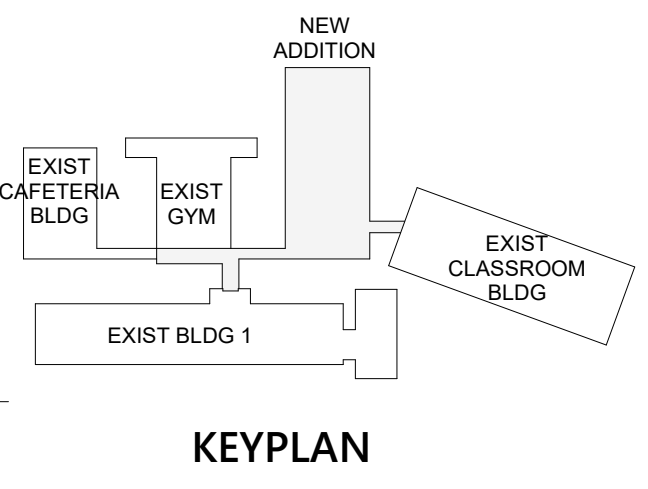 NEW
ADDITION
EXIST
CAFETERIA
BLDG
EXIST
GYM
EXIST
CLASSROOM
BLDG
EXIST BLDG 1
KEYPLAN